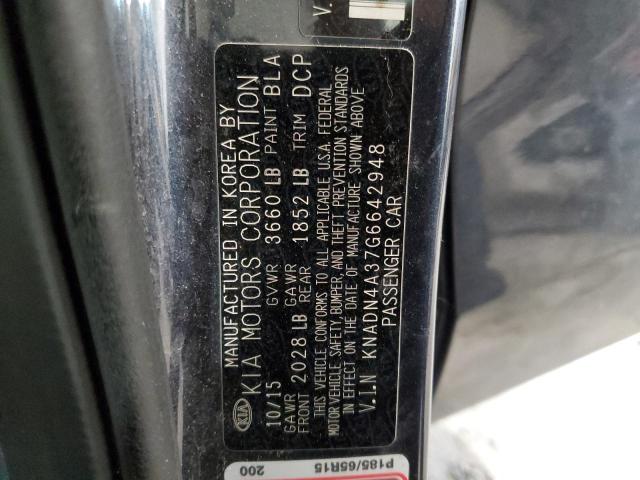 MANUFACTURED IN KOREA BY
KIA KIA MOTORS CORPORATION
10/15 GVWR 3660 LB PAINT BLA
GAWR FRONT 2028 LB GAWR REAR 1852 LB TRIM DCP
THIS VEHICLE CONFORMS TO ALL APPLICABLE U.S.A. FEDERAL
MOTOR VEHICLE SAFETY, BUMPER, AND THEFT PREVENTION STANDARDS
IN EFFECT ON THE DATE OF MANUFACTURE SHOWN ABOVE
V.I.N KNADN4A37G6642948
PASSENGER CAR
P185/65R15
200
V.